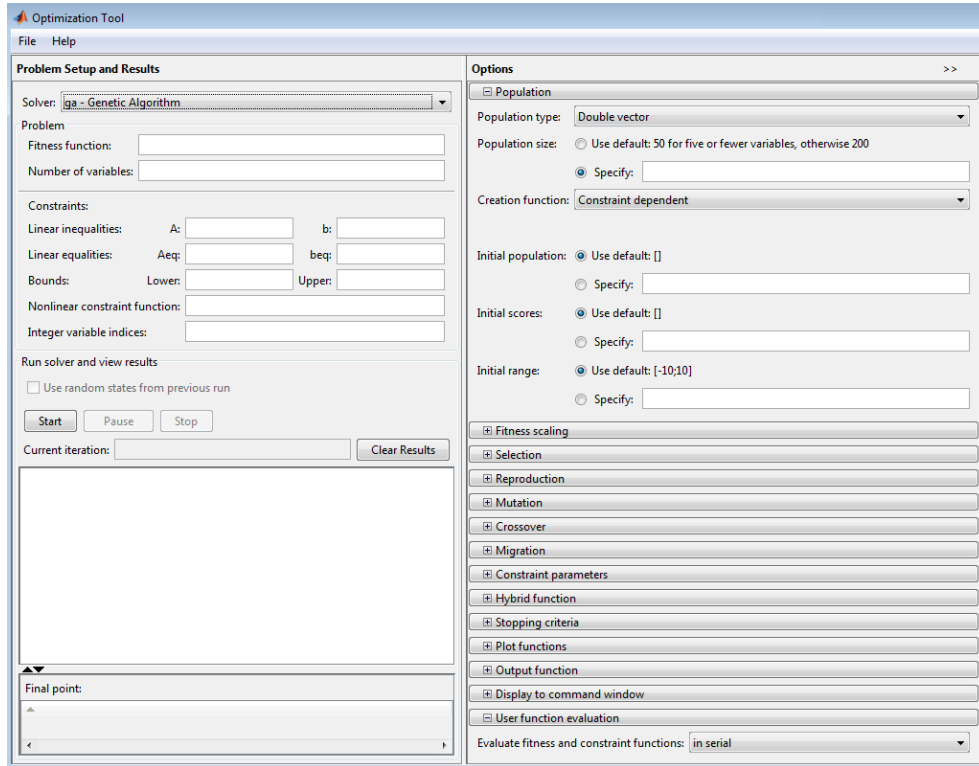 Optimization Tool
File Help
Problem Setup and Results
Solver: ga - Genetic Algorithm
Problem
Fitness function:
Number of variables:
Constraints:
Linear inequalities: A: b:
Linear equalities: Aeq: beq:
Bounds: Lower: Upper:
Nonlinear constraint function:
Integer variable indices:
Run solver and view results
Use random states from previous run
Start Pause Stop
Current iteration: Clear Results
Final point:
Options >>
Population
Population type: Double vector
Population size: Use default: 50 for five or fewer variables, otherwise 200
Specify:
Creation function: Constraint dependent
Initial population: Use default: []
Specify:
Initial scores: Use default: []
Specify:
Initial range: Use default: [-10;10]
Specify:
Fitness scaling
Selection
Reproduction
Mutation
Crossover
Migration
Constraint parameters
Hybrid function
Stopping criteria
Plot functions
Output function
Display to command window
User function evaluation
Evaluate fitness and constraint functions: in serial